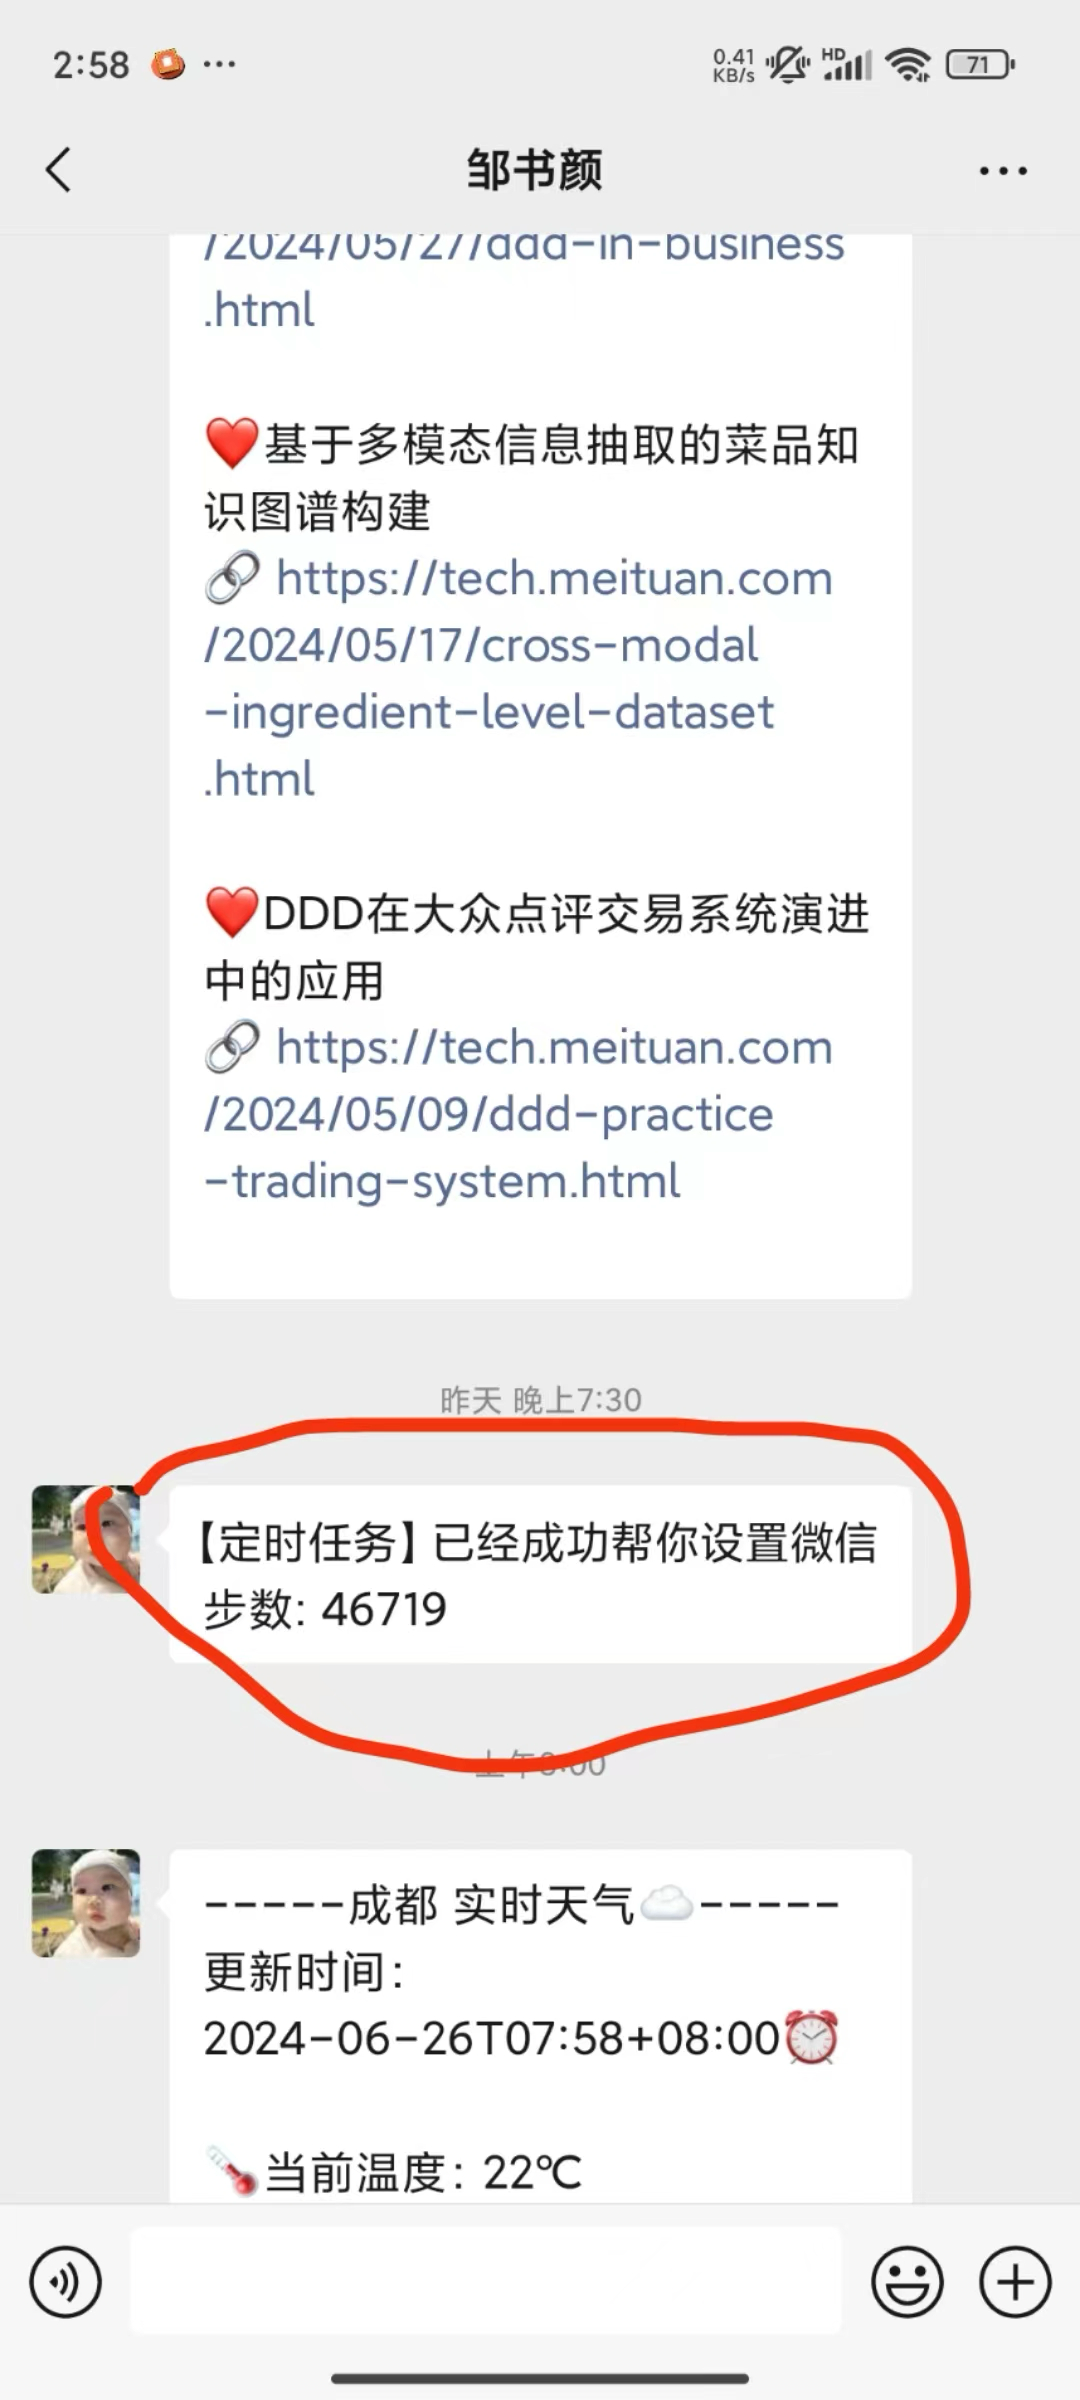 2:58 ...
0.41
KB/s
HD
71
邹书颜
/2024/05/27/ddd-in-business
.html
❤️基于多模态信息抽取的菜品知
识图谱构建
🔗 https://tech.meituan.com
/2024/05/17/cross-modal
-ingredient-level-dataset
.html
❤️DDD在大众点评交易系统演进
中的应用
🔗 https://tech.meituan.com
/2024/05/09/ddd-practice
-trading-system.html
昨天 晚上7:30
【定时任务】已经成功帮你设置微信
步数: 46719
上午8:00
-----成都 实时天气☁️-----
更新时间:
2024-06-26T07:58+08:00⏰
🌡️当前温度: 22℃